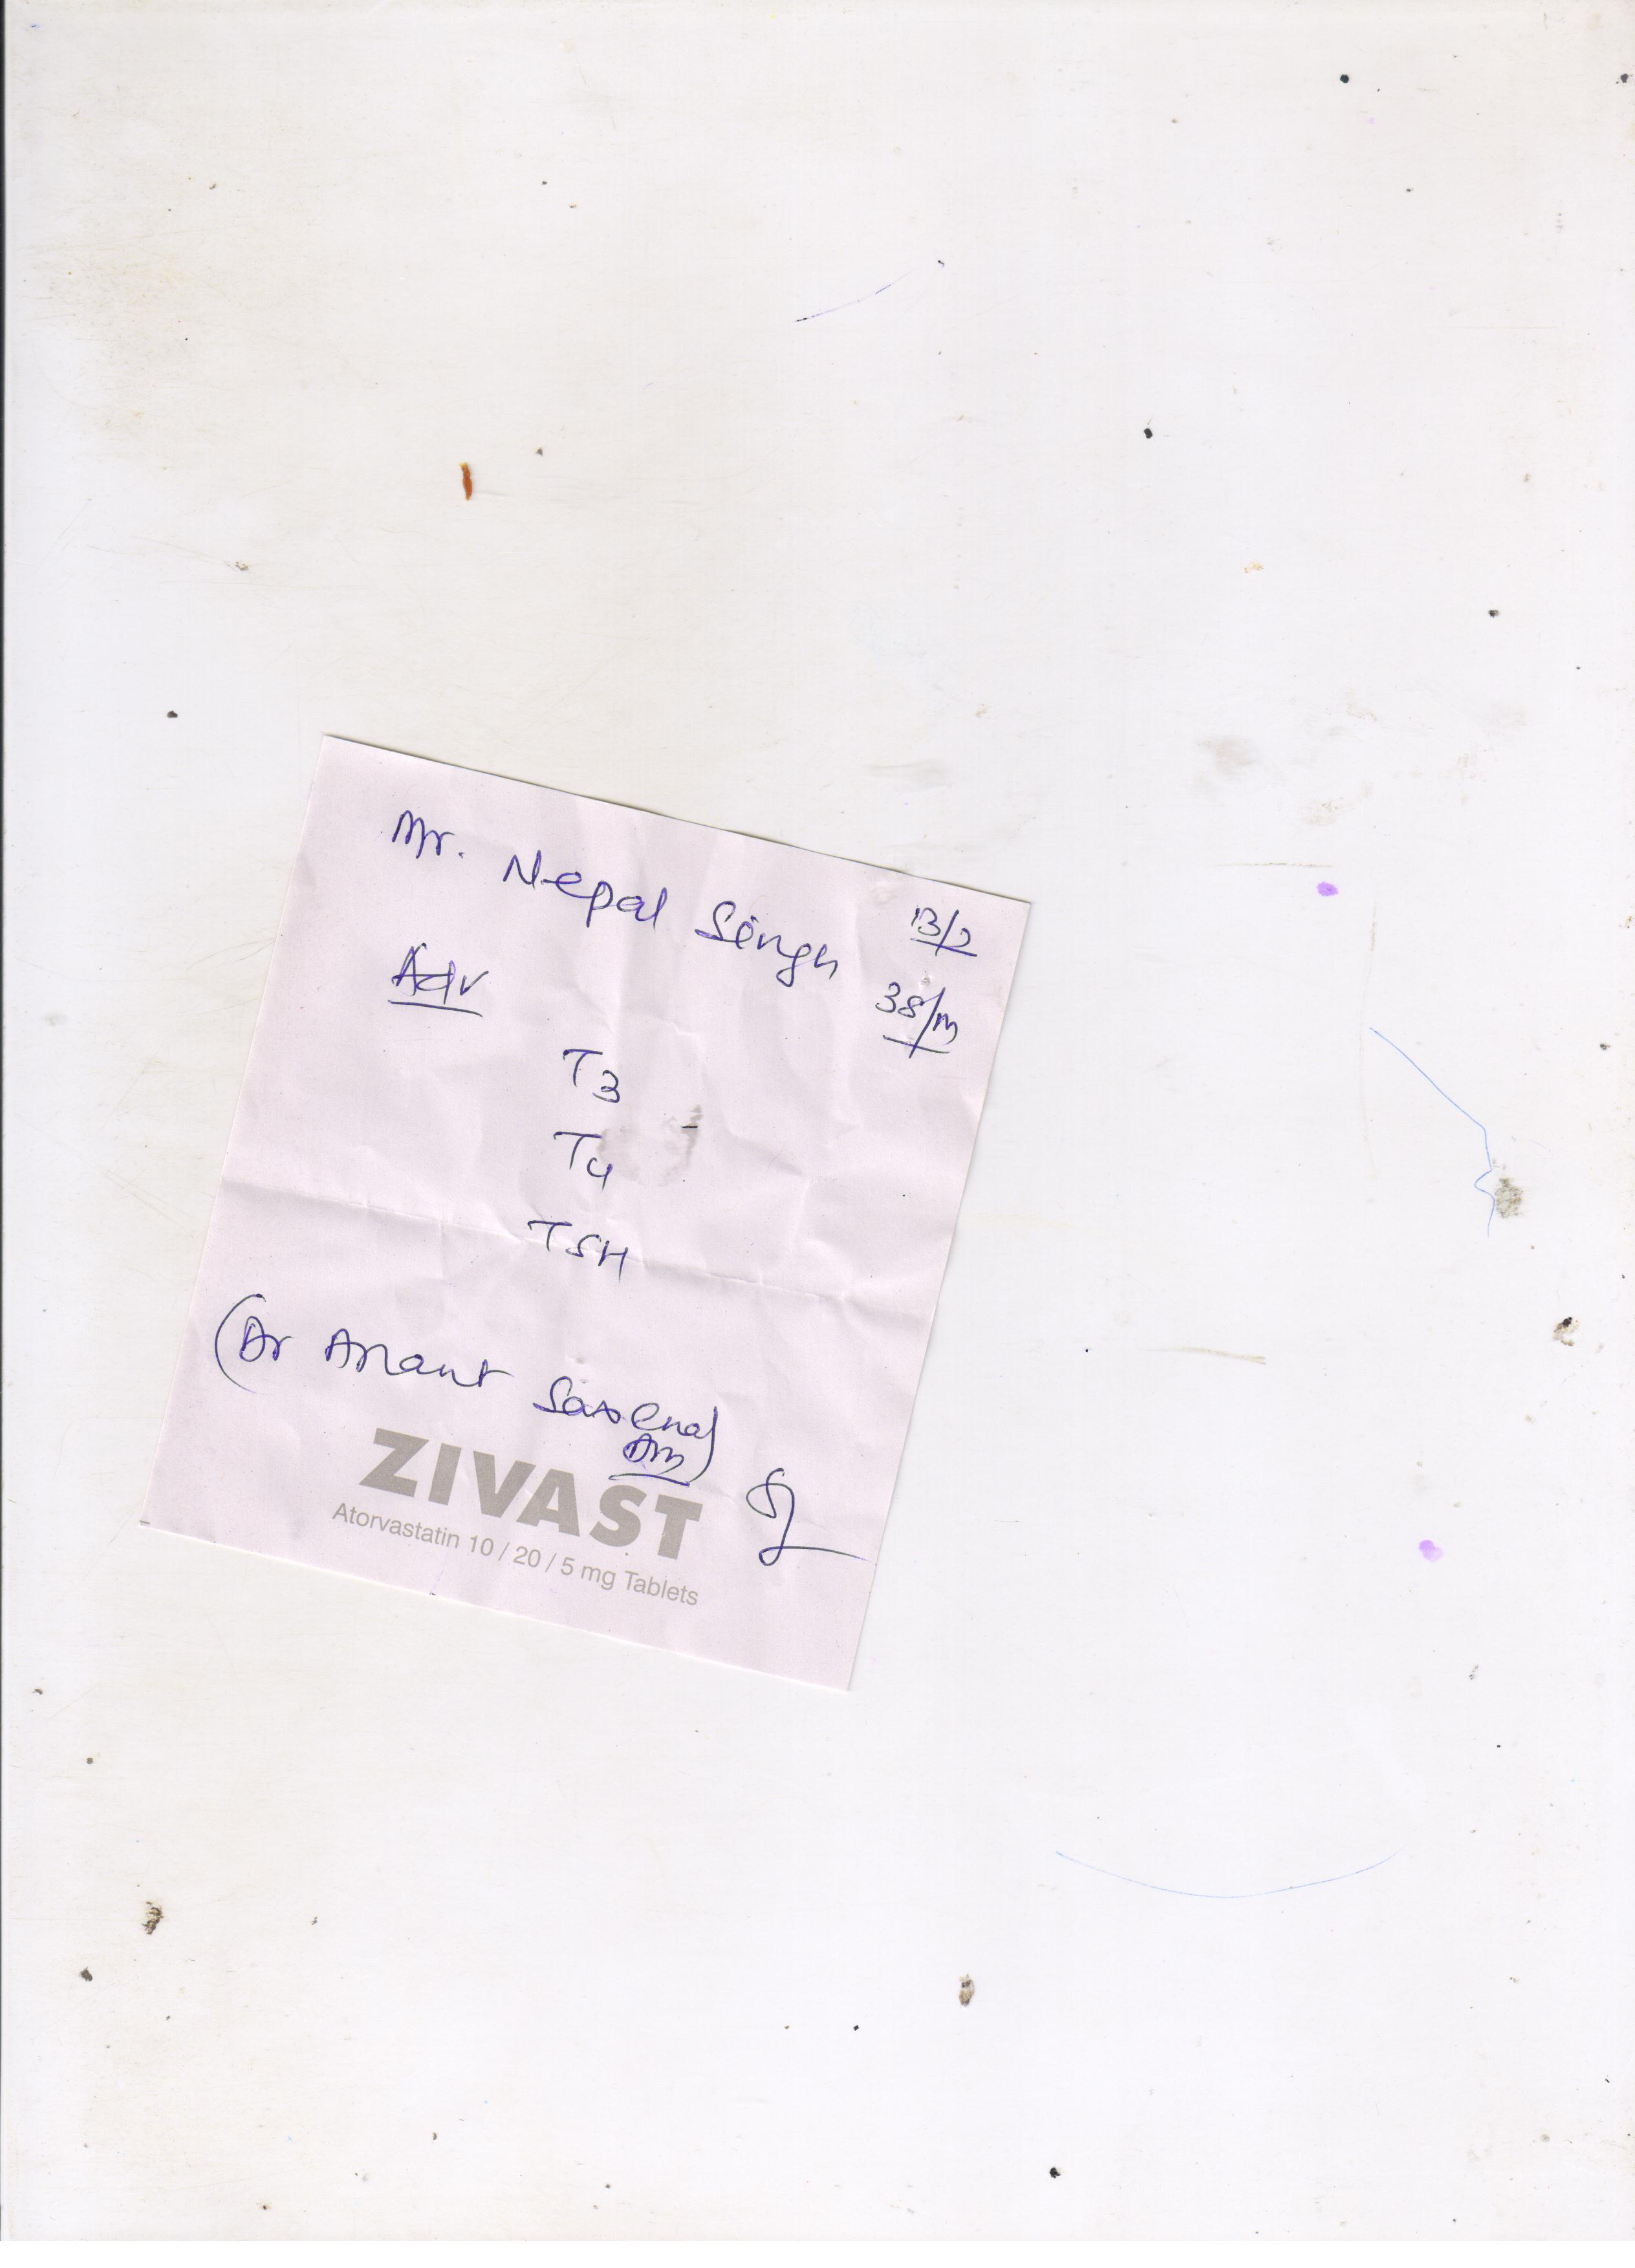 Mr. Nepal Singh 13/2
38/m
Adv
T3
T4
TSH
(Dr Anant Saxena)
DM
ZIVAST
Atorvastatin 10 / 20 / 5 mg Tablets